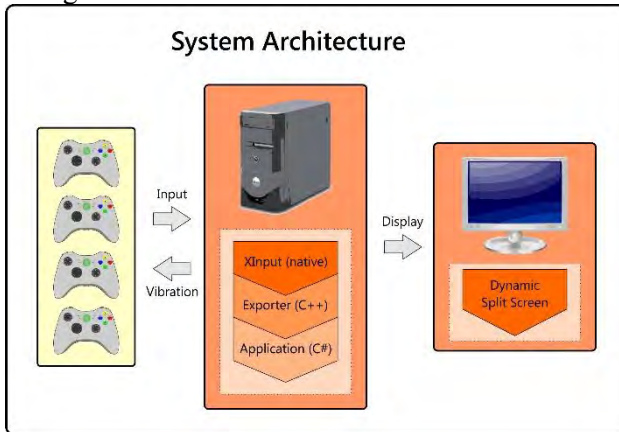 System Architecture
Input
Vibration
XInput (native)
Exporter (C++)
Application (C#)
Display
Dynamic
Split Screen